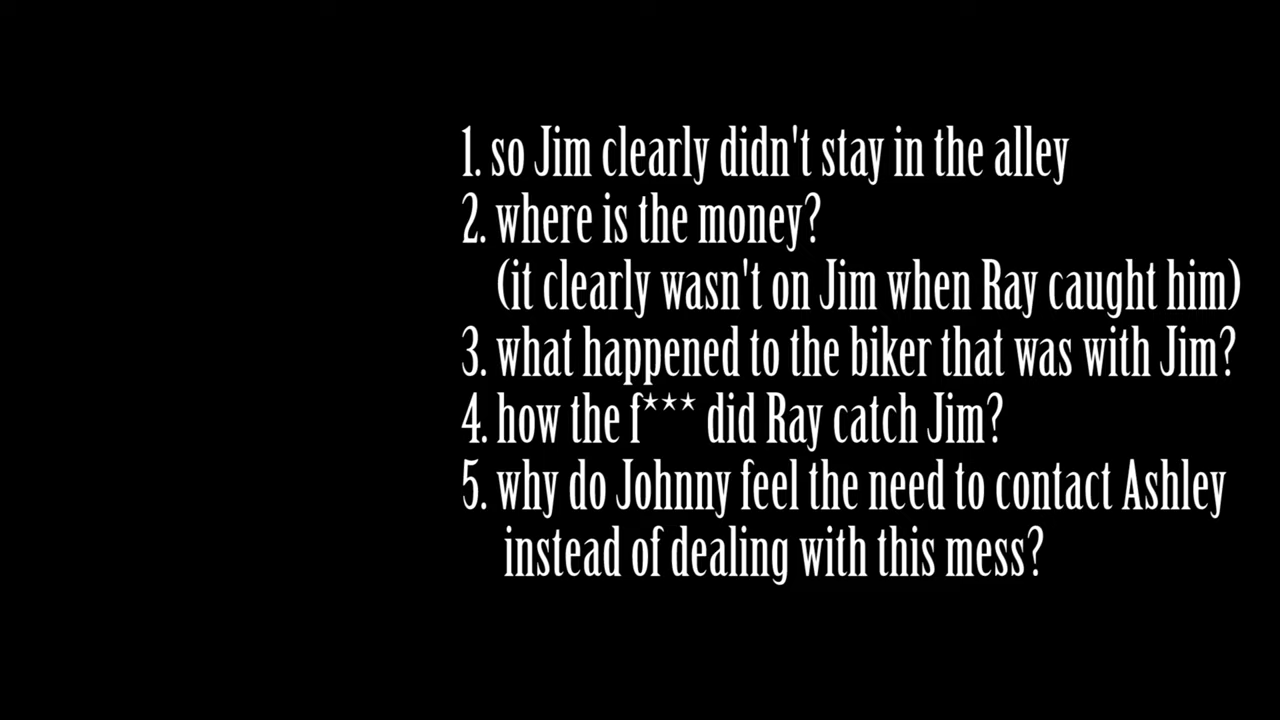 1. so Jim clearly didn't stay in the alley
2. where is the money?
(it clearly wasn't on Jim when Ray caught him)
3. what happened to the biker that was with Jim?
4. how the f*** did Ray catch Jim?
5. why do Johnny feel the need to contact Ashley
instead of dealing with this mess?